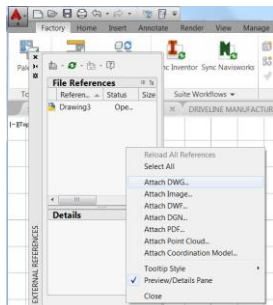 Factory Home Insert Annotate Render View Manage
Inventor Sync Navisworks
Suite Workflows
File References
Referen... Status Size
Drawing3 Ope...
DRIVELINE MANUFACTUR
Reload All References
Select All
Attach DWG...
Attach Image...
Attach DWF...
Attach DGN...
Attach PDF...
Attach Point Cloud...
Attach Coordination Model...
Tooltip Style
Preview/Details Pane
Close
Details
EXTERNAL REFERENCES